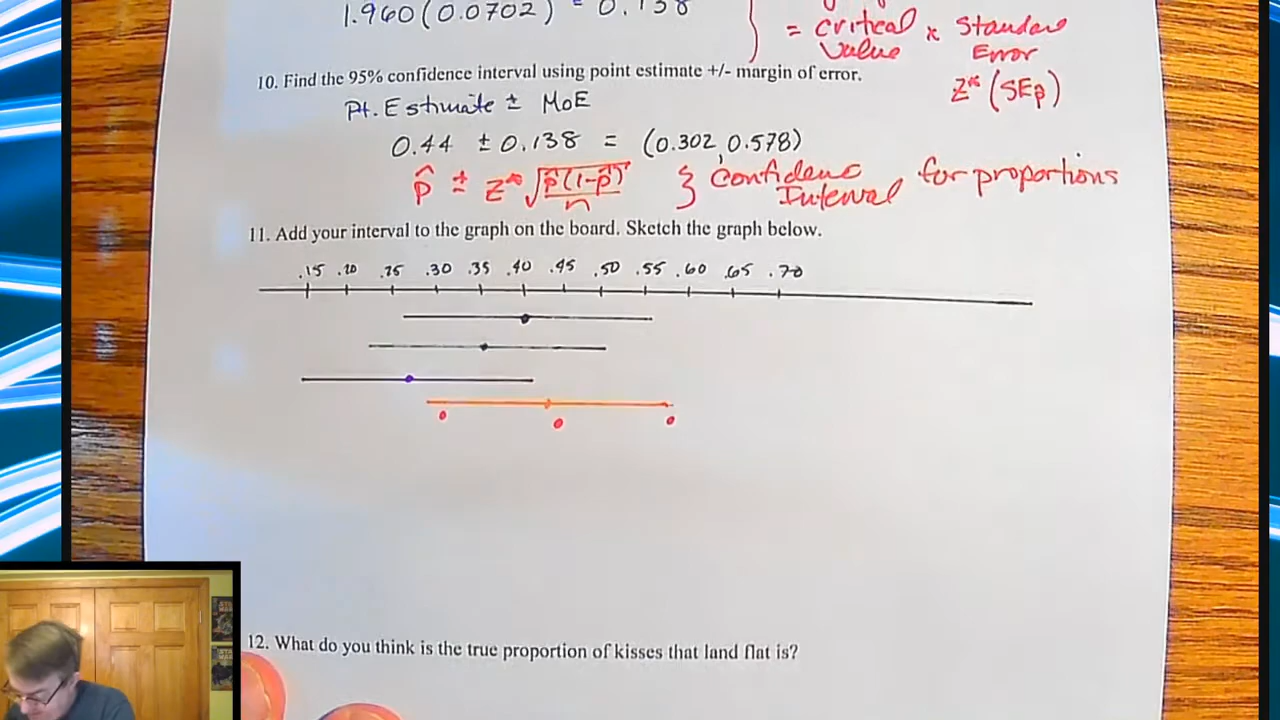 1.960(0.0702) = 0.138
= critical value × Standard Error
Z* (SEp̂)
10. Find the 95% confidence interval using point estimate +/- margin of error.
Pt. Estimate ± MoE
0.44 ± 0.138 = (0.302, 0.578)
p̂ ± Z* √p̂(1-p̂)/n } Confidenc Interval for proportions
11. Add your interval to the graph on the board. Sketch the graph below.
.15 .20 .25 .30 .35 .40 .45 .50 .55 .60 .65 .70
12. What do you think is the true proportion of kisses that land flat is?